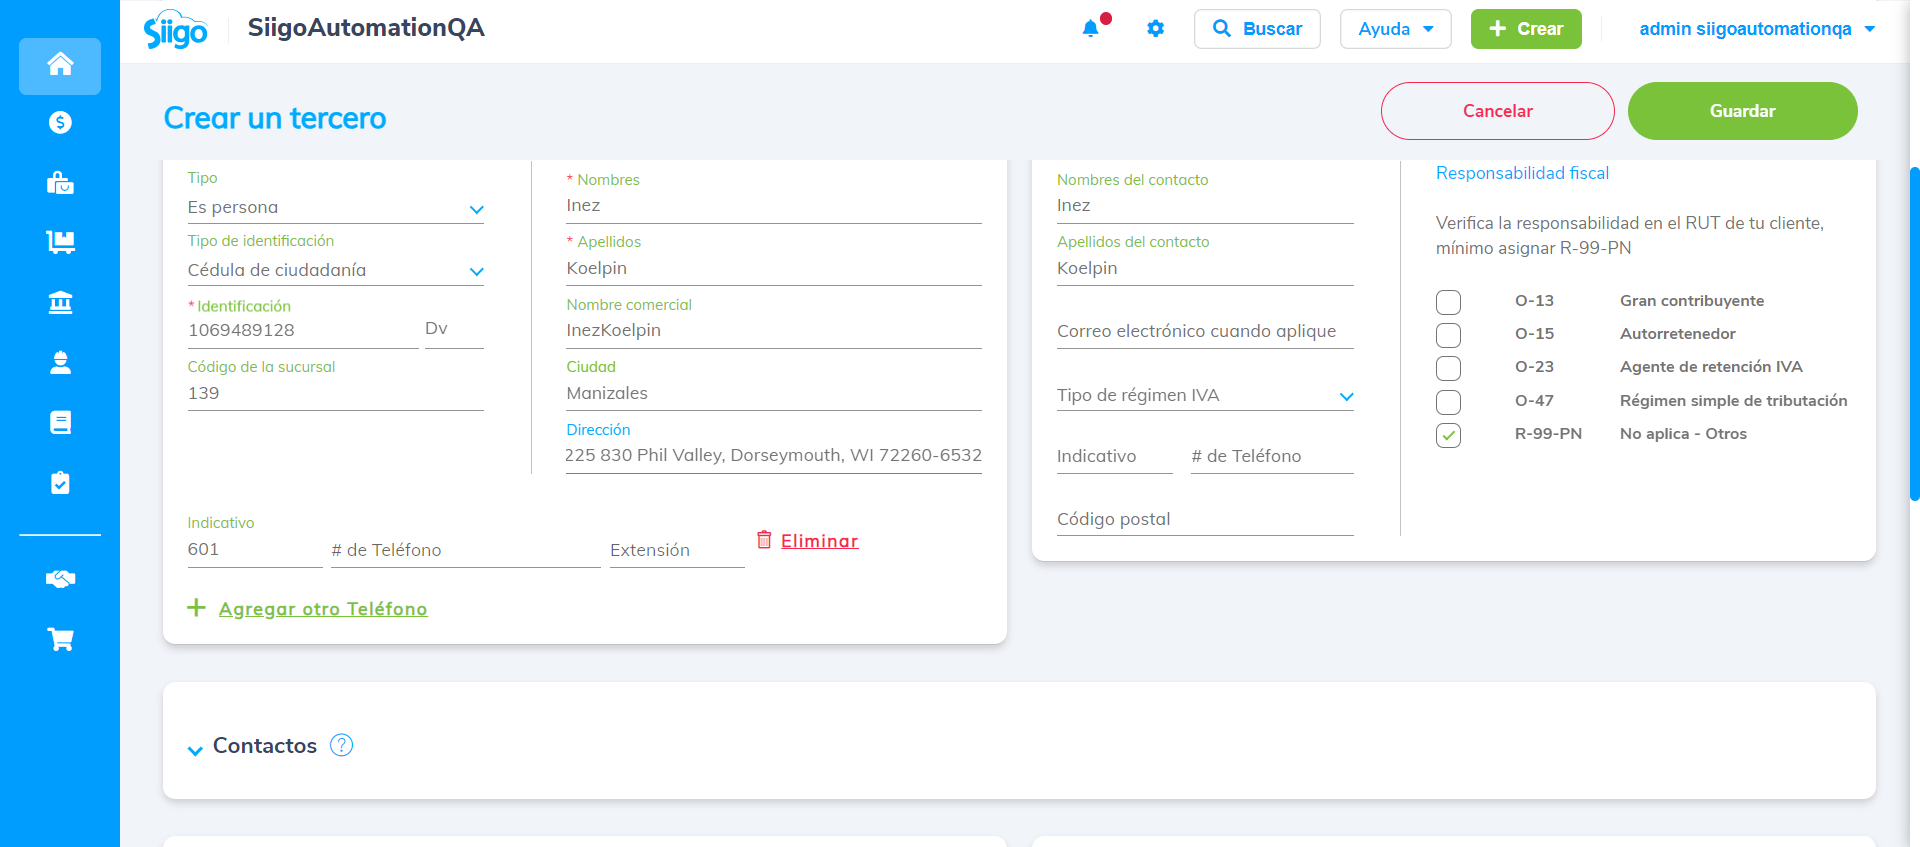 Siigo
SiigoAutomationQA
Buscar
Ayuda
Crear
admin siigoautomationqa
Crear un tercero
Cancelar
Guardar
Tipo
Es persona
Tipo de identificación
Cédula de ciudadanía
* Identificación
1069489128
Dv
Código de la sucursal
139
* Nombres
Inez
* Apellidos
Koelpin
Nombre comercial
InezKoelpin
Ciudad
Manizales
Dirección
225 830 Phil Valley, Dorseymouth, WI 72260-6532
Indicativo
601
# de Teléfono
Extensión
Eliminar
Agregar otro Teléfono
Nombres del contacto
Inez
Apellidos del contacto
Koelpin
Correo electrónico cuando aplique
Tipo de régimen IVA
Indicativo
# de Teléfono
Código postal
Responsabilidad fiscal
Verifica la responsabilidad en el RUT de tu cliente,
mínimo asignar R-99-PN
O-13 Gran contribuyente
O-15 Autorretenedor
O-23 Agente de retención IVA
O-47 Régimen simple de tributación
R-99-PN No aplica - Otros
Contactos ?